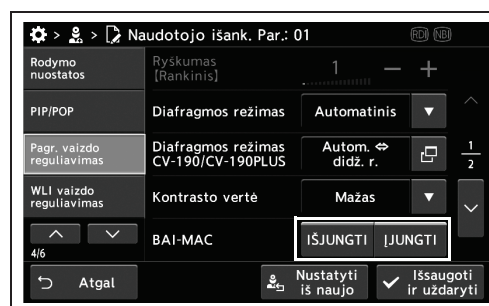 > > Naudotojo išank. Par.: 01 RDI NBI
Rodymo
nuostatos
Ryškumas
[Rankinis]
1 − +
PIP/POP
Diafragmos režimas
Automatinis ▼
Pagr. vaizdo
reguliavimas
Diafragmos režimas
CV-190/CV-190PLUS
Autom. ⇔
didž. r.
1
2
WLI vaizdo
reguliavimas
Kontrasto vertė
Mažas ▼
4/6
BAI-MAC
IŠJUNGTI ĮJUNGTI
Atgal
Nustatyti
iš naujo
Išsaugoti
ir uždaryti